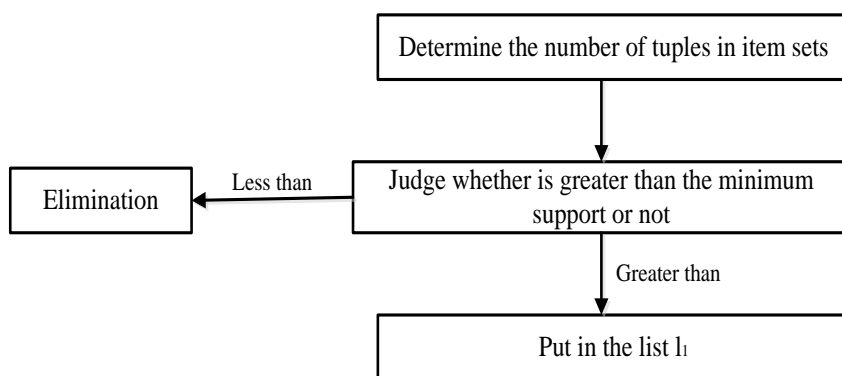 Determine the number of tuples in item sets
Less than
Elimination
Judge whether is greater than the minimum
support or not
Greater than
Put in the list l₁